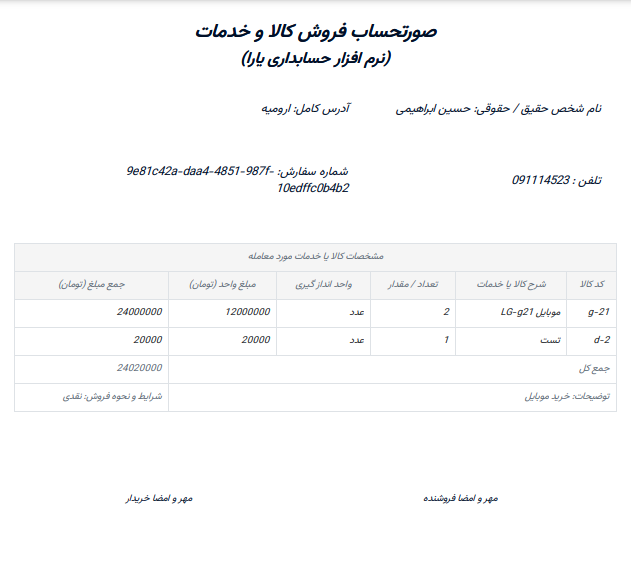 صورتحساب فروش کالا و خدمات
(نرم افزار حسابداری یارا)
نام شخص حقیق / حقوقی: حسین ابراهیمی
آدرس کامل: ارومیه
تلفن : 091114523
شماره سفارش: 9e81c42a-daa4-4851-987f-
10edffc0b4b2
مشخصات کالا یا خدمات مورد معامله
کد کالا شرح کالا یا خدمات تعداد / مقدار واحد انداز گیری مبلغ واحد (تومان) جمع مبلغ (تومان)
g-21 موبایل LG-g21 2 عدد 12000000 24000000
d-2 تست 1 عدد 20000 20000
جمع کل 24020000
توضیحات: خرید موبایل شرایط و نحوه فروش: نقدی
مهر و امضا فروشنده مهر و امضا خریدار